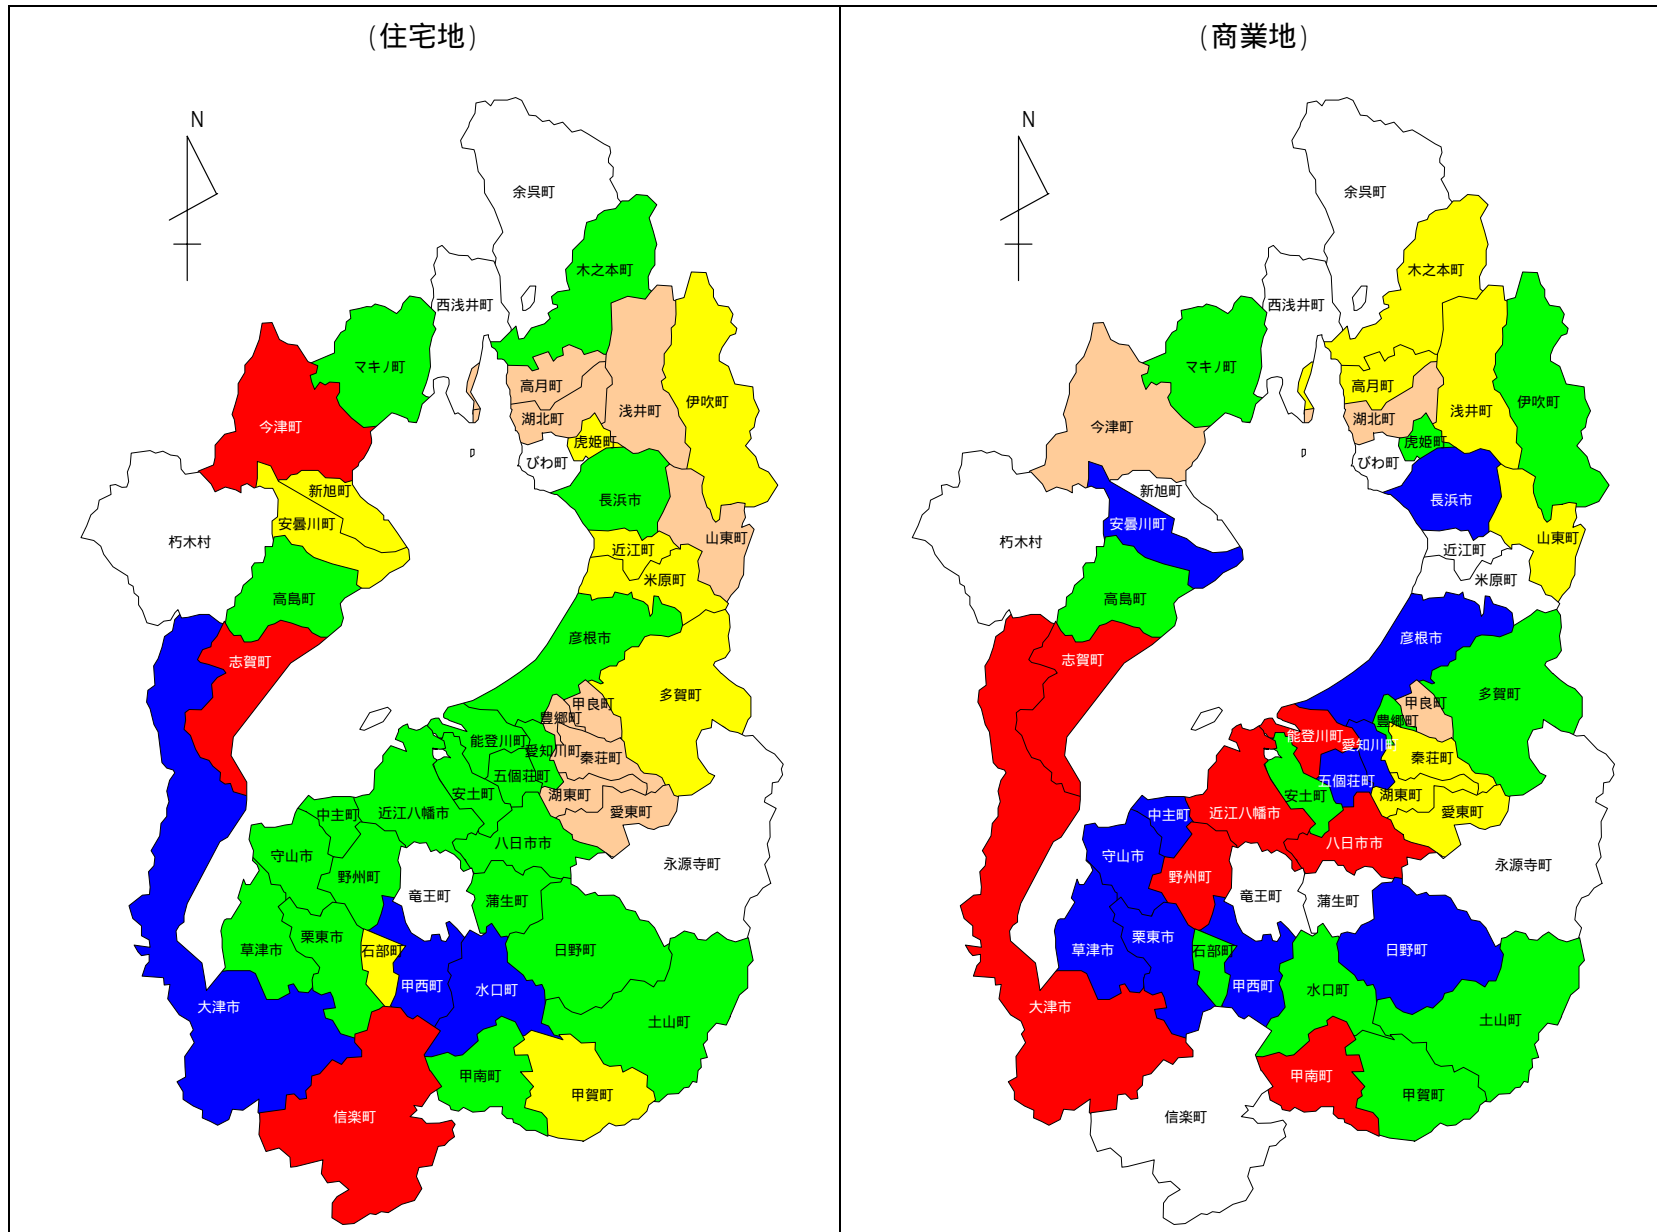 (住宅地)
N
余呉町
木之本町
西浅井町
マキノ町
高月町
伊吹町
浅井町
湖北町
今津町
虎姫町
びわ町
新旭町
長浜市
安曇川町
山東町
朽木村
近江町
米原町
高島町
彦根市
志賀町
多賀町
甲良町
豊郷町
能登川町
愛知川町
秦荘町
五個荘町
安土町
湖東町
近江八幡市
愛東町
中主町
八日市市
守山市
永源寺町
野州町
竜王町
蒲生町
栗東市
草津市
石部町
日野町
甲西町
水口町
大津市
土山町
甲南町
甲賀町
信楽町
(商業地)
N
余呉町
木之本町
西浅井町
マキノ町
高月町
伊吹町
浅井町
湖北町
今津町
虎姫町
びわ町
新旭町
長浜市
安曇川町
山東町
朽木村
近江町
米原町
高島町
彦根市
志賀町
多賀町
甲良町
豊郷町
能登川町
愛知川町
秦荘町
五個荘町
安土町
湖東町
近江八幡市
愛東町
中主町
八日市市
守山市
永源寺町
野州町
竜王町
蒲生町
栗東市
草津市
石部町
日野町
甲西町
水口町
大津市
土山町
甲南町
甲賀町
信楽町